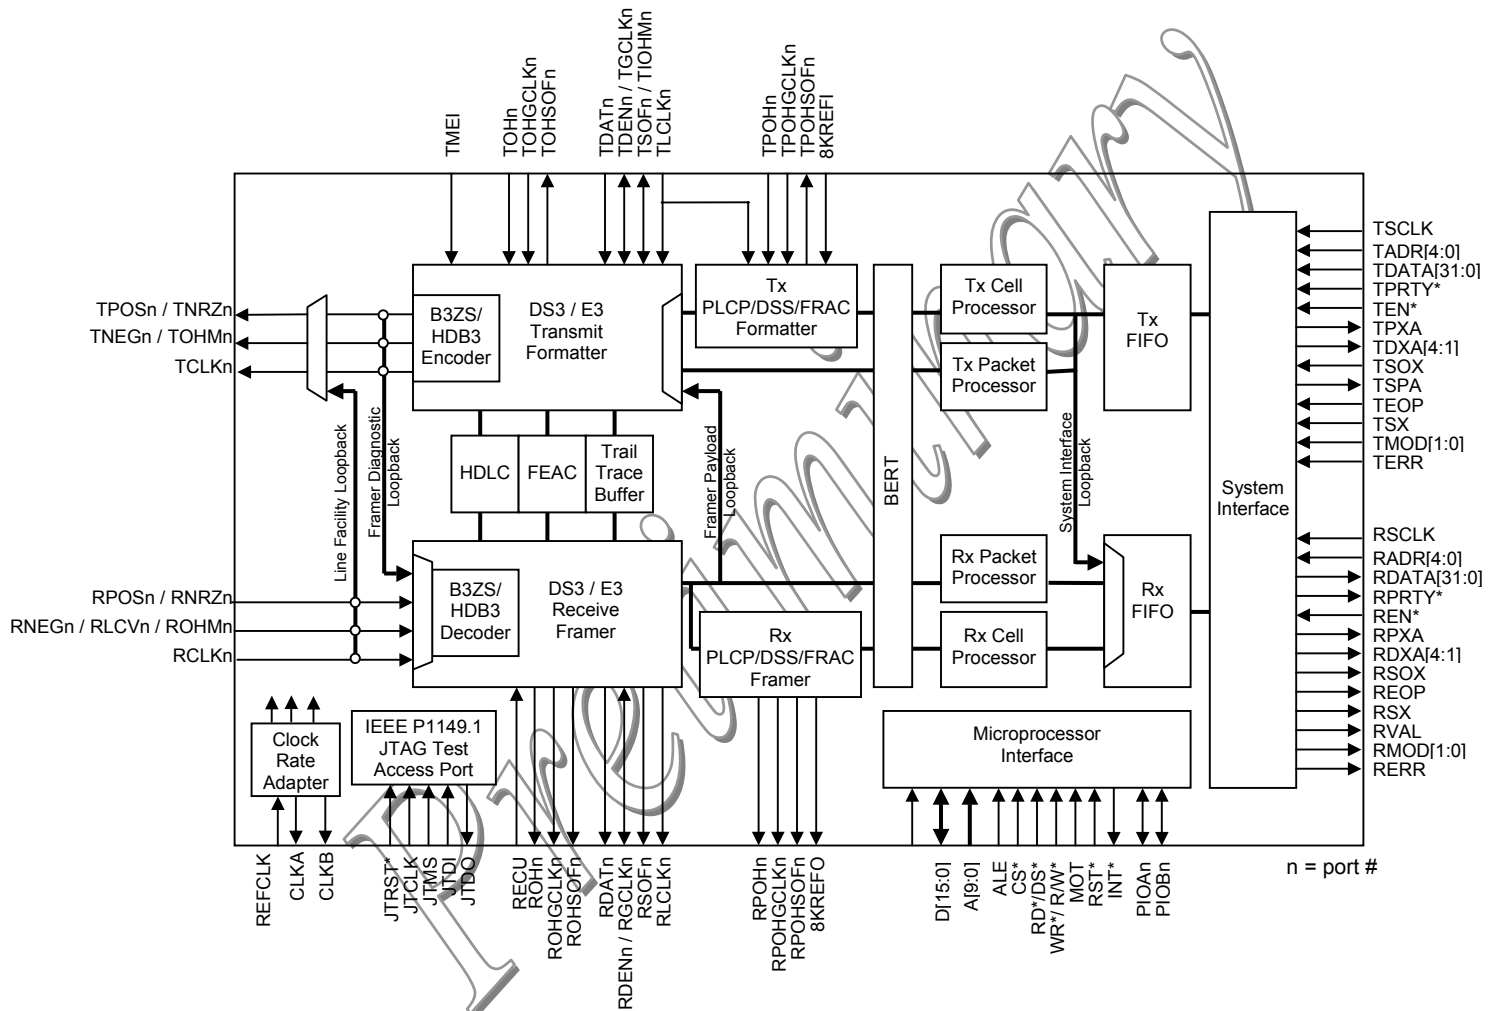 TMEI
TOHn
TOHGCLKn
TOHSOFn
TDATn
TDENn / TGCLKn
TSOFn / TIOHMn
TLCLKn
TPOHn
TPOHGCLKn
TPOHSOFn
8KREFI
TPOSn / TNRZn
TNEGn / TOHMn
TCLKn
B3ZS/
HDB3
Encoder
DS3 / E3
Transmit
Formatter
Tx
PLCP/DSS/FRAC
Formatter
BERT
Tx Cell
Processor
Tx Packet
Processor
Tx
FIFO
System
Interface
TSCLK
TADR[4:0]
TDATA[31:0]
TPRTY*
TEN*
TPXA
TDXA[4:1]
TSOX
TSPA
TEOP
TSX
TMOD[1:0]
TERR
Line Facility Loopback
Framer Diagnostic
Loopback
HDLC
FEAC
Trail
Trace
Buffer
Framer Payload
Loopback
System Interface
Loopback
RPOSn / RNRZn
RNEGn / RLCVn / ROHMn
RCLKn
B3ZS/
HDB3
Decoder
DS3 / E3
Receive
Framer
Rx
PLCP/DSS/FRAC
Framer
Rx Packet
Processor
Rx Cell
Processor
Rx
FIFO
RSCLK
RADR[4:0]
RDATA[31:0]
RPRTY*
REN*
RPXA
RDXA[4:1]
RSOX
REOP
RSX
RVAL
RMOD[1:0]
RERR
Clock
Rate
Adapter
IEEE P1149.1
JTAG Test
Access Port
Microprocessor
Interface
REFCLK
CLKA
CLKB
JTRST*
JTCLK
JTMS
JTDI
JTDO
RECU
ROHn
ROHGCLKn
ROHSOFn
RDATn
RDENn / RGCLKn
RSOFn
RLCLKn
RPOHn
RPOHGCLKn
RPOHSOFn
8KREFO
D[15:0]
A[9:0]
ALE
CS*
RD*/DS*
WR*/ R/W*
MOT
RST*
INT*
PIOAn
PIOBn
n = port #
Preliminary